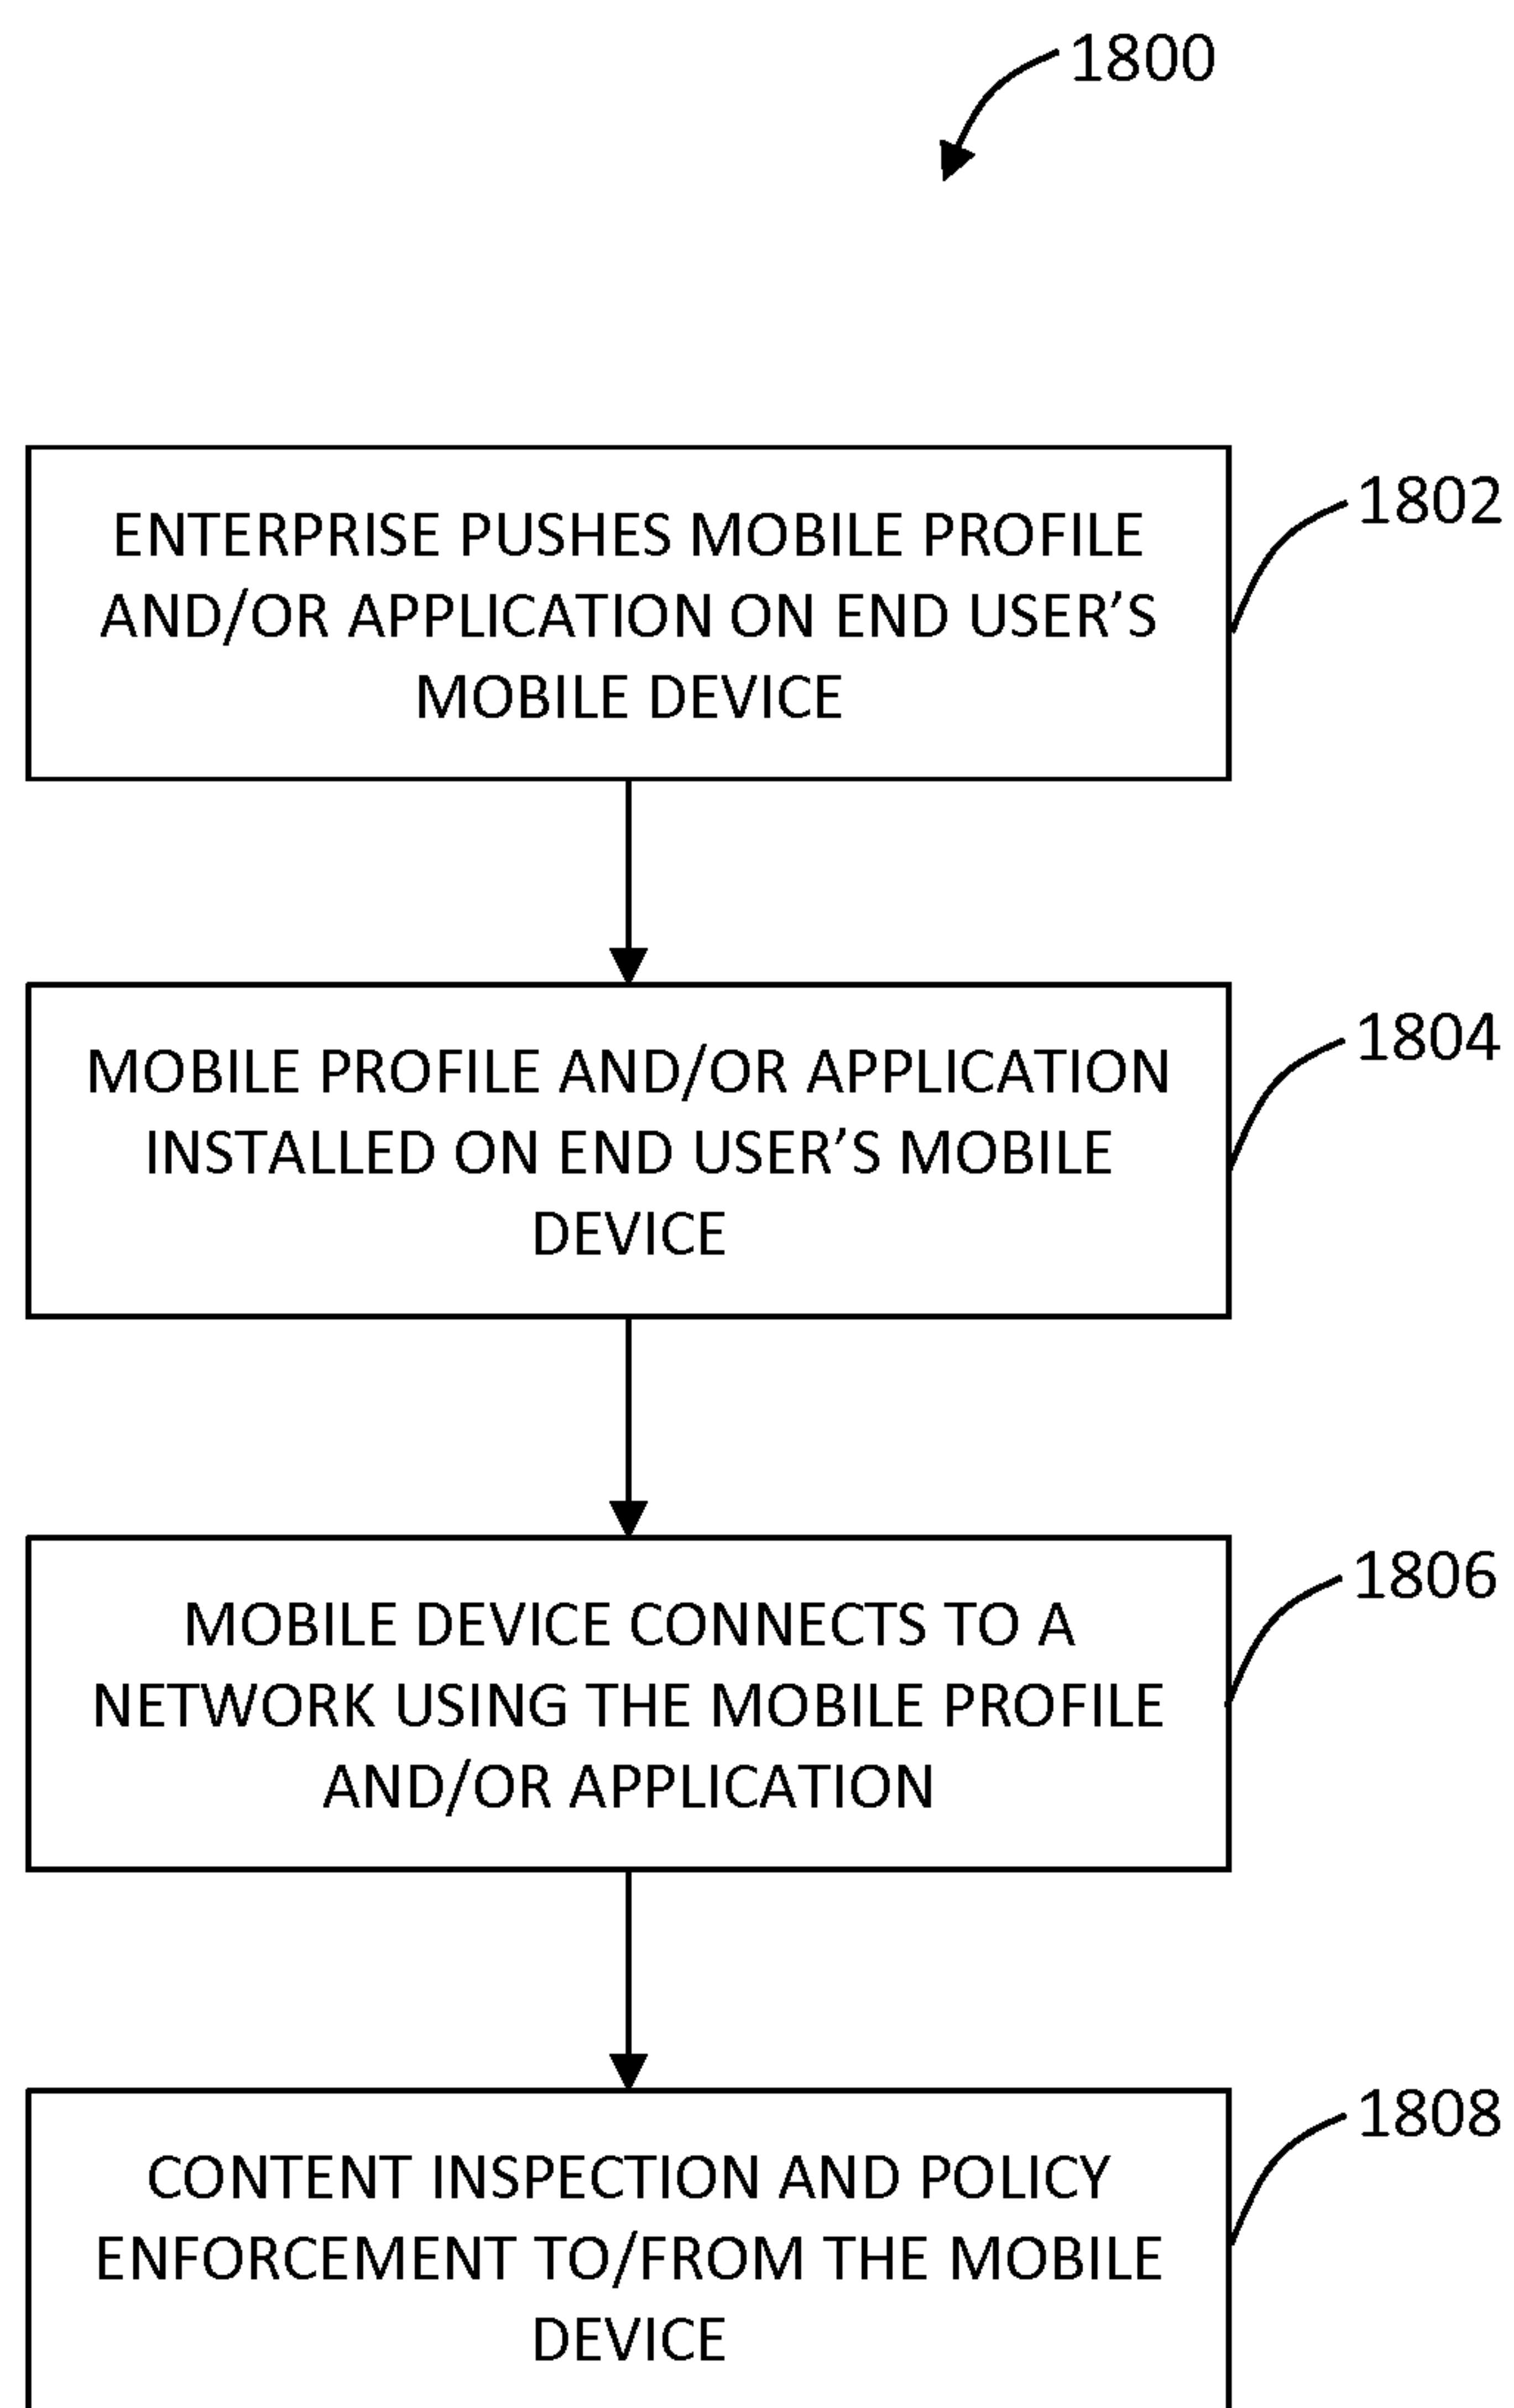 1800
1802
ENTERPRISE PUSHES MOBILE PROFILE
AND/OR APPLICATION ON END USER’S
MOBILE DEVICE
1804
MOBILE PROFILE AND/OR APPLICATION
INSTALLED ON END USER’S MOBILE
DEVICE
1806
MOBILE DEVICE CONNECTS TO A
NETWORK USING THE MOBILE PROFILE
AND/OR APPLICATION
1808
CONTENT INSPECTION AND POLICY
ENFORCEMENT TO/FROM THE MOBILE
DEVICE